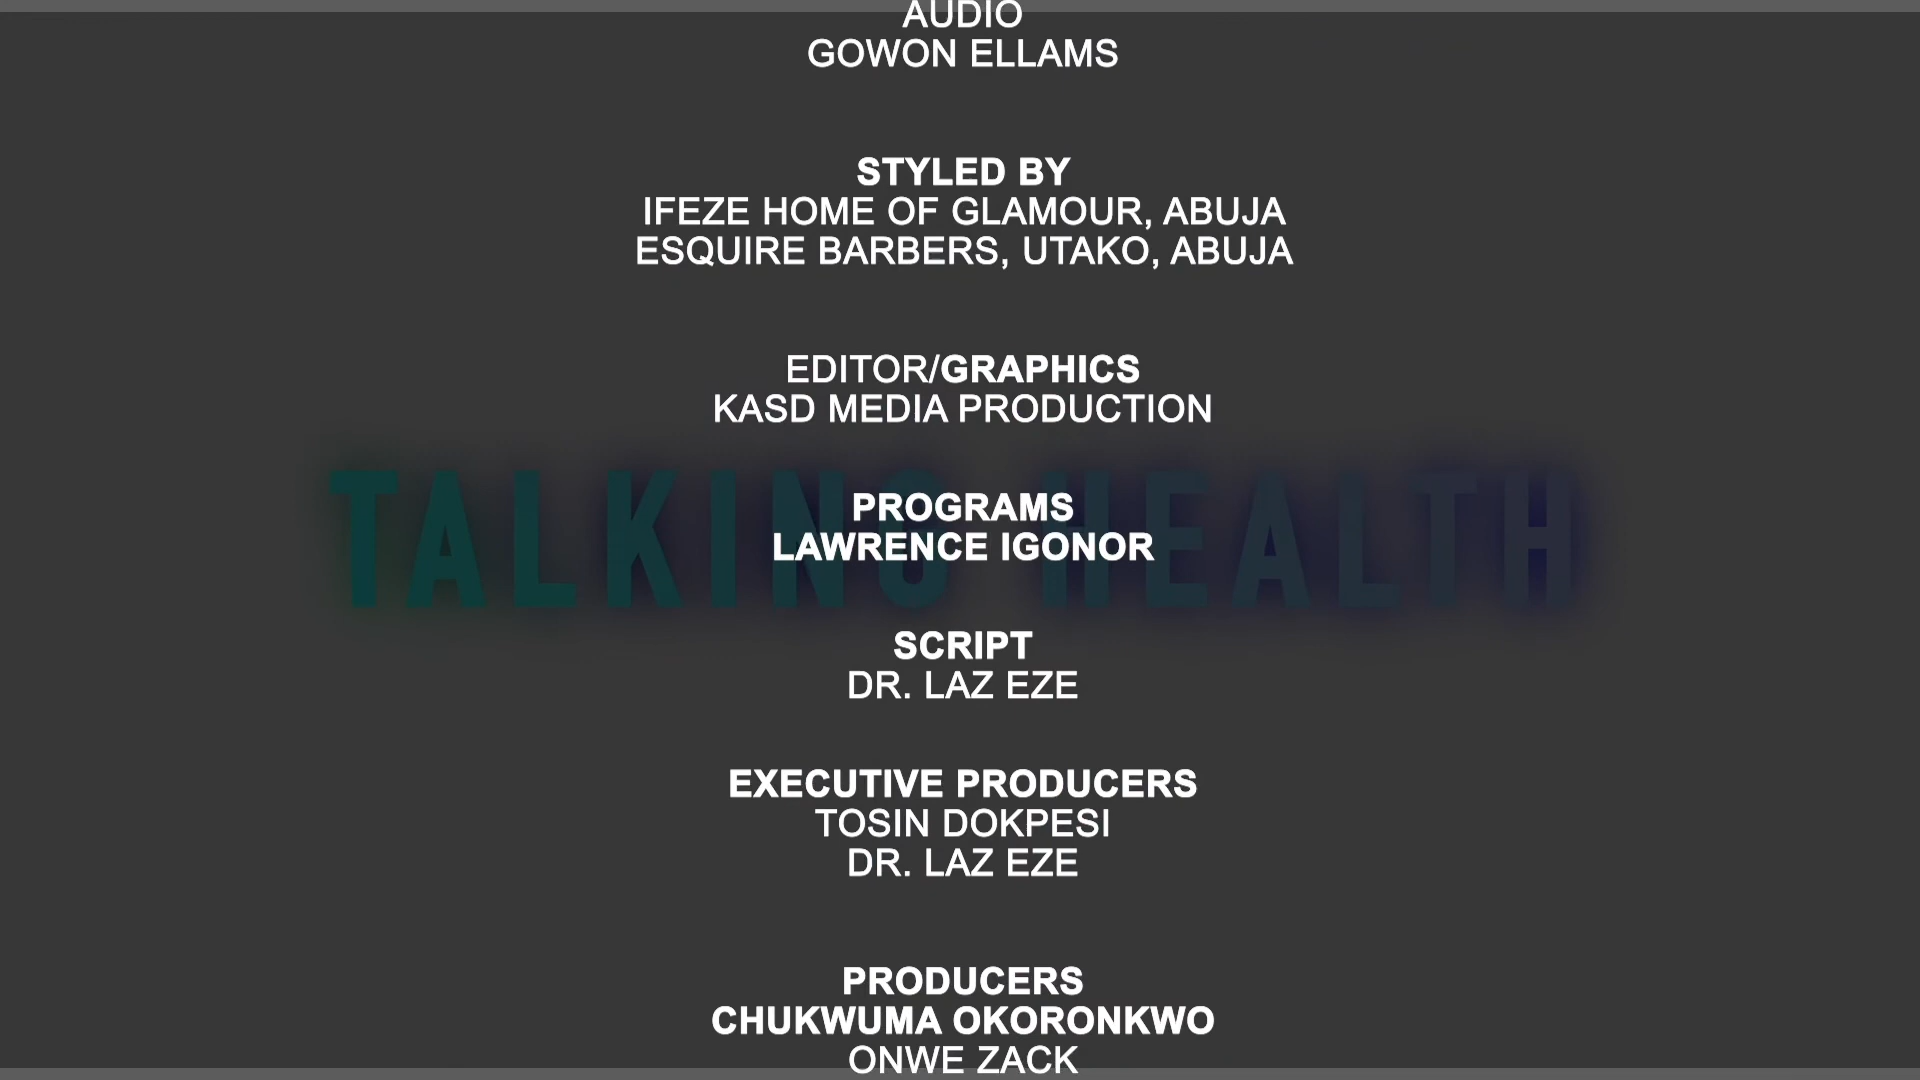 AUDIO
GOWON ELLAMS
STYLED BY
IFEZE HOME OF GLAMOUR, ABUJA
ESQUIRE BARBERS, UTAKO, ABUJA
EDITOR/GRAPHICS
KASD MEDIA PRODUCTION
TALKING HEALTH
PROGRAMS
LAWRENCE IGONOR
SCRIPT
DR. LAZ EZE
EXECUTIVE PRODUCERS
TOSIN DOKPESI
DR. LAZ EZE
PRODUCERS
CHUKWUMA OKORONKWO
ONWE ZACK